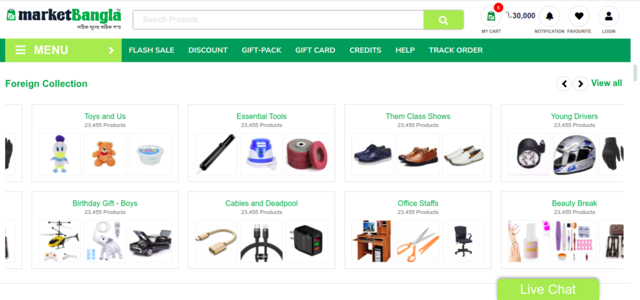 marketBangla
সঠিক মূল্যে সঠিক পণ্য
Search Products
5
৳30,000
MY CART
NOTIFICATION
FAVOURITE
LOGIN
MENU
FLASH SALE
DISCOUNT
GIFT-PACK
GIFT CARD
CREDITS
HELP
TRACK ORDER
Foreign Collection
View all
Toys and Us
23,455 Products
Essential Tools
23,455 Products
Them Class Shows
23,455 Products
Young Drivers
23,455 Products
Birthday Gift - Boys
23,455 Products
Cables and Deadpool
23,455 Products
Office Staffs
23,455 Products
Beauty Break
23,455 Products
Live Chat